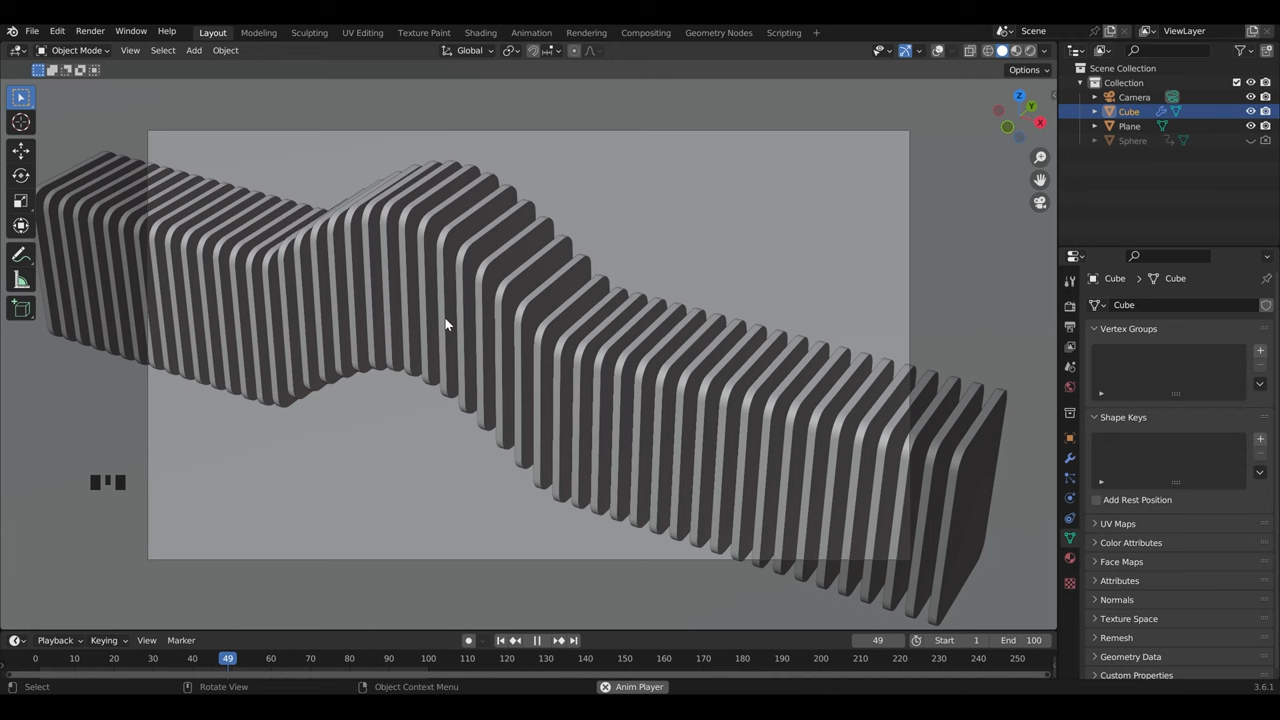 File Edit Render Window Help Layout Modeling Sculpting UV Editing Texture Paint Shading Animation Rendering Compositing Geometry Nodes Scripting Scene ViewLayer
Object Mode View Select Add Object Global
Options
Scene Collection
Collection
Camera
Cube
Plane
Sphere
Z
Y
X
Cube Cube
Cube
Vertex Groups
Shape Keys
Add Rest Position
UV Maps
Color Attributes
Face Maps
Attributes
Normals
Texture Space
Remesh
Geometry Data
Custom Properties
Playback Keying View Marker 49 Start 1 End 100
0 10 20 30 40 49 60 70 80 90 100 110 120 130 140 150 160 170 180 190 200 210 220 230 240 250
Select Rotate View Object Context Menu Anim Player 3.6.1